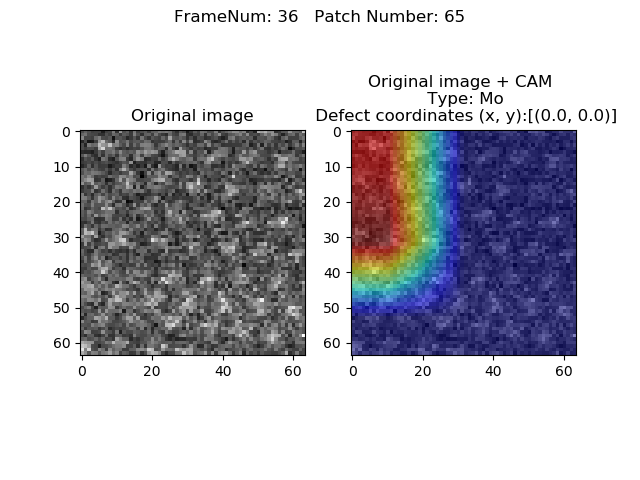 FrameNum: 36   Patch Number: 65
Original image
0
10
20
30
40
50
60
0 20 40 60
Original image + CAM
Type: Mo
Defect coordinates (x, y):[(0.0, 0.0)]
0
10
20
30
40
50
60
0 20 40 60